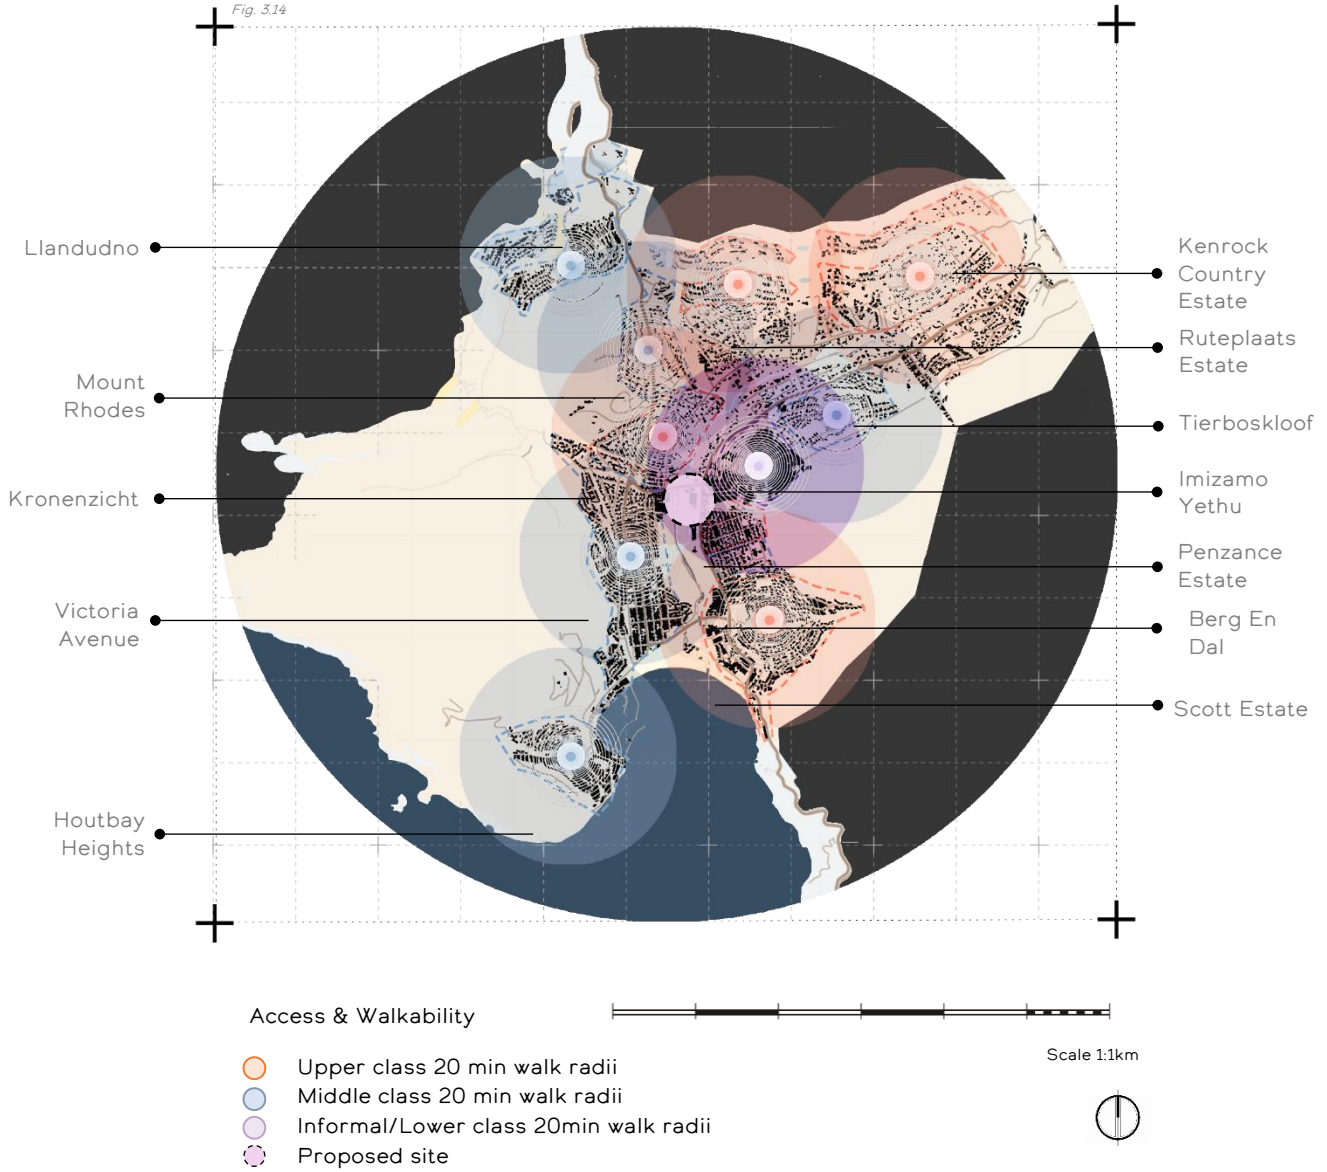 Fig. 3.14
Llandudno
Mount
Rhodes
Kronenzicht
Victoria
Avenue
Houtbay
Heights
Kenrock
Country
Estate
Ruteplaats
Estate
Tierboskloof
Imizamo
Yethu
Penzance
Estate
Berg En
Dal
Scott Estate
Access & Walkability
Upper class 20 min walk radii
Middle class 20 min walk radii
Informal/Lower class 20min walk radii
Proposed site
Scale 1:1km